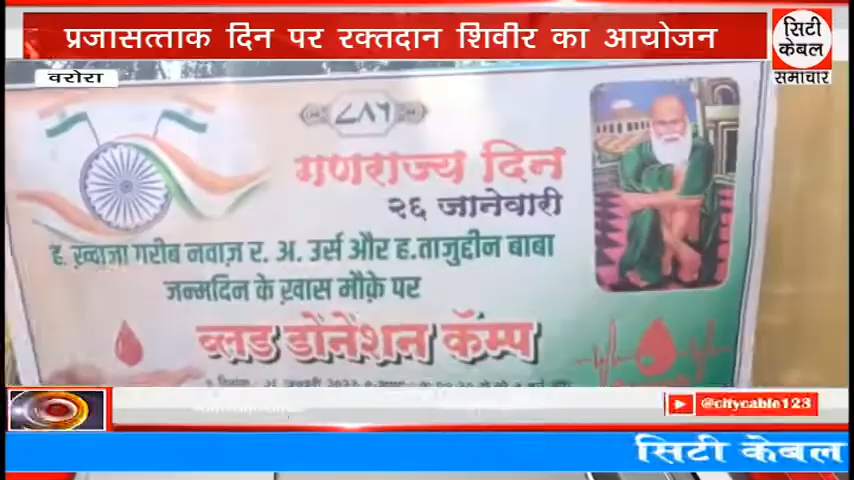 प्रजासत्ताक दिन पर रक्तदान शिवीर का आयोजन
सिटी
केबल
समाचार
वरोरा
७८६
गणराज्य दिन
२६ जानेवारी
ह. ख़्वाजा गरीब नवाज़ र. अ. उर्स और ह.ताजुद्दीन बाबा
जन्मदिन के ख़ास मौक़े पर
ब्लड डोंनेंशन कॅम्प
@citycable123
सिटी केबल